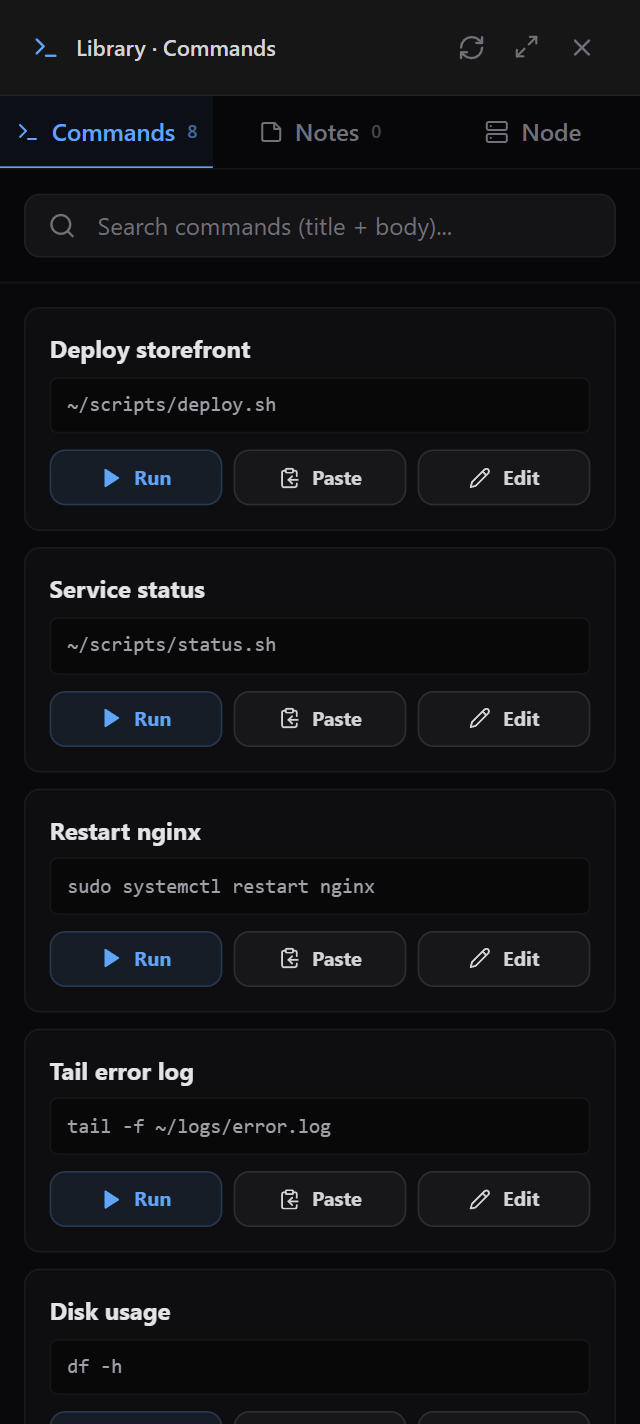 Library · Commands
Commands 8
Notes 0
Node
Search commands (title + body)...
Deploy storefront
~/scripts/deploy.sh
Run
Paste
Edit
Service status
~/scripts/status.sh
Run
Paste
Edit
Restart nginx
sudo systemctl restart nginx
Run
Paste
Edit
Tail error log
tail -f ~/logs/error.log
Run
Paste
Edit
Disk usage
df -h